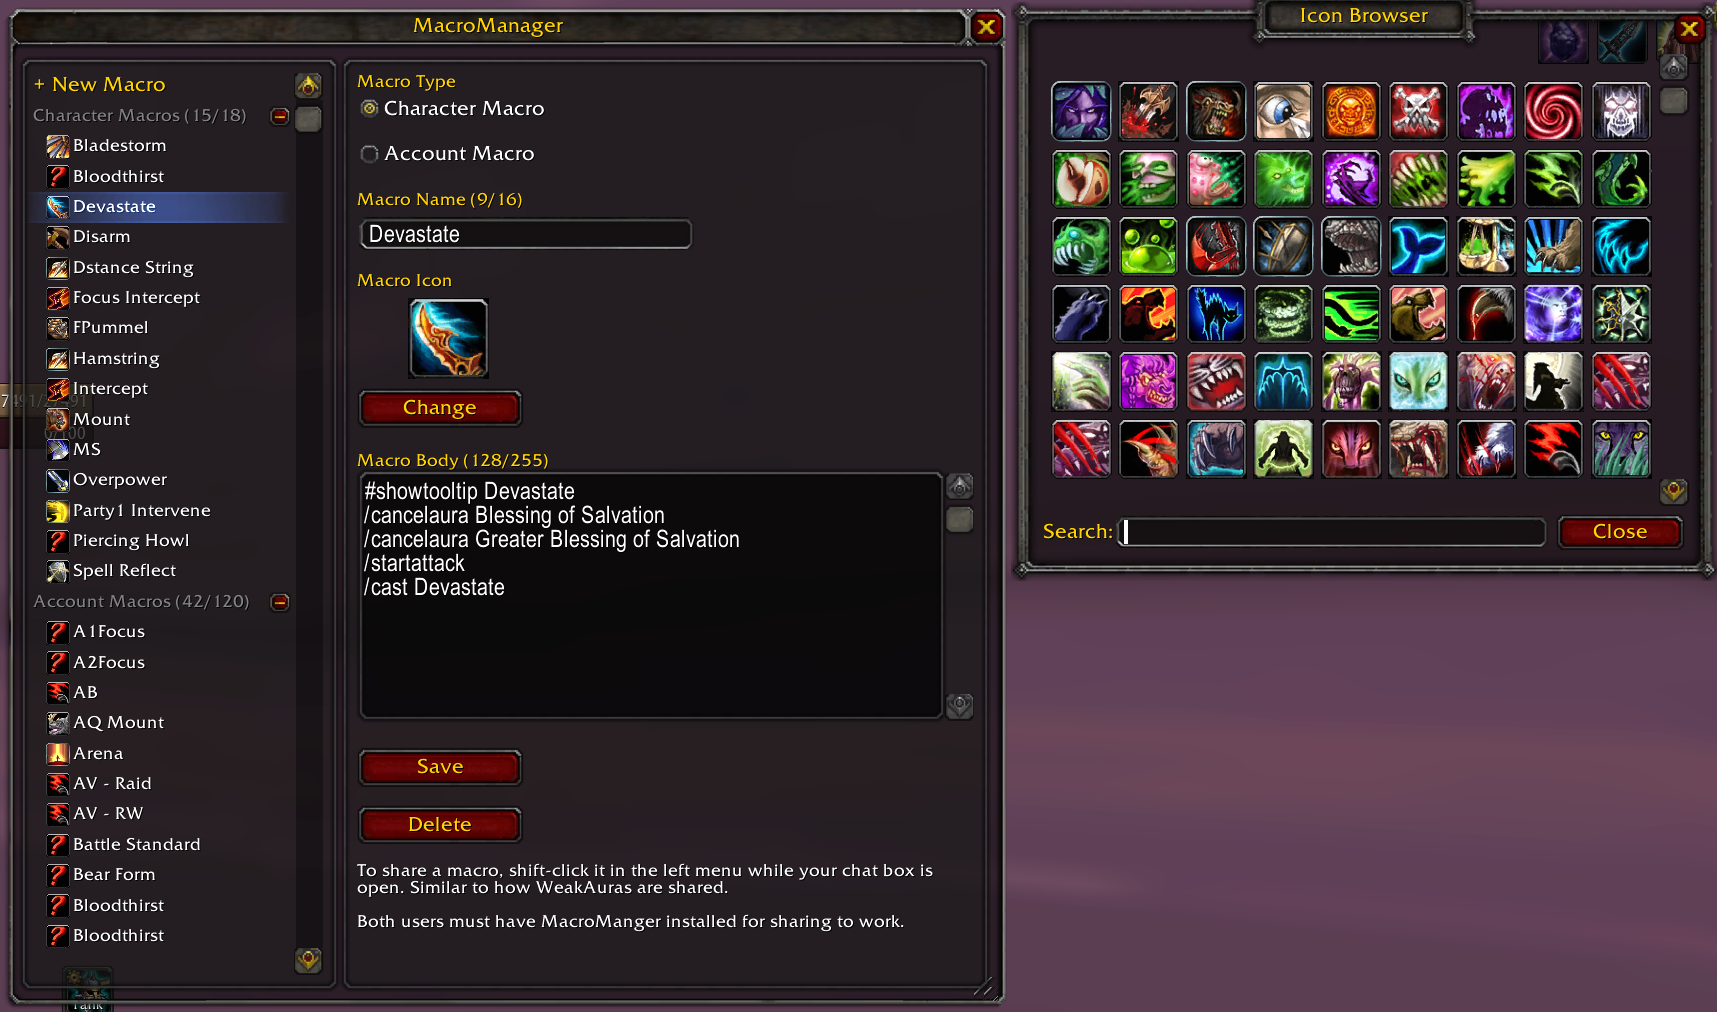 MacroManager
Icon Browser
+ New Macro
Character Macros (15/18)
Bladestorm
Bloodthirst
Devastate
Disarm
Dstance String
Focus Intercept
FPummel
Hamstring
Intercept
Mount
MS
Overpower
Party1 Intervene
Piercing Howl
Spell Reflect
Account Macros (42/120)
A1Focus
A2Focus
AB
AQ Mount
Arena
AV - Raid
AV - RW
Battle Standard
Bear Form
Bloodthirst
Bloodthirst
Tank
Macro Type
Character Macro
Account Macro
Macro Name (9/16)
Devastate
Macro Icon
Change
Macro Body (128/255)
#showtooltip Devastate
/cancelaura Blessing of Salvation
/cancelaura Greater Blessing of Salvation
/startattack
/cast Devastate
Save
Delete
To share a macro, shift-click it in the left menu while your chat box is
open. Similar to how WeakAuras are shared.
Both users must have MacroManger installed for sharing to work.
Search:
Close